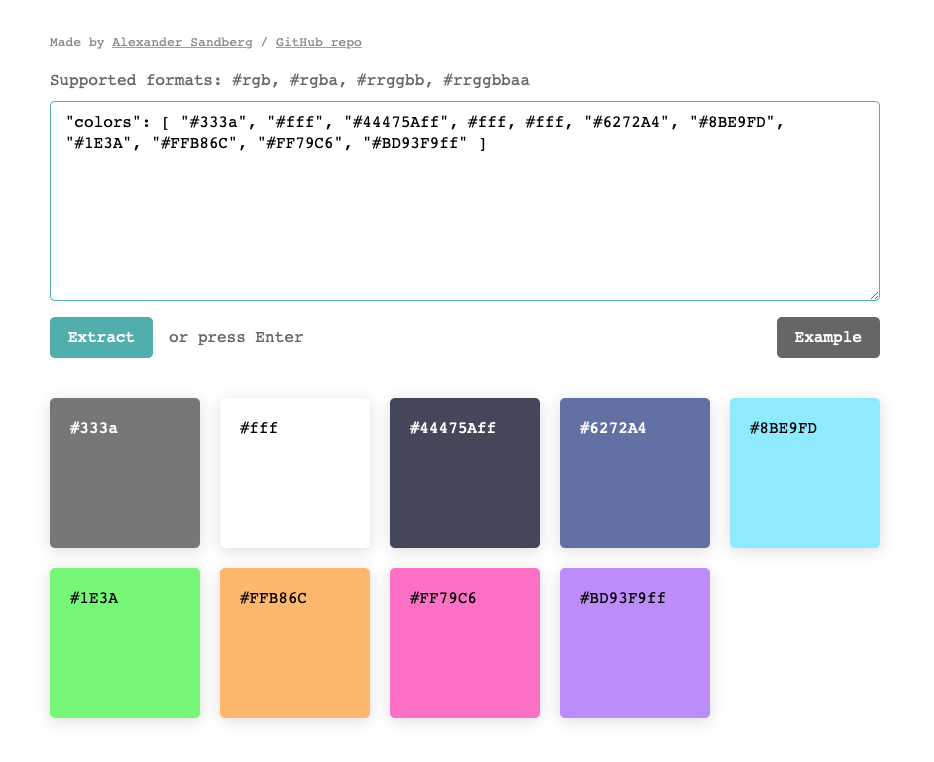 Made by Alexander Sandberg / GitHub repo
Supported formats: #rgb, #rgba, #rrggbb, #rrggbbaa
"colors": [ "#333a", "#fff", "#44475Aff", #fff, #fff, "#6272A4", "#8BE9FD",
"#1E3A", "#FFB86C", "#FF79C6", "#BD93F9ff" ]
Extract or press Enter Example
#333a #fff #44475Aff #6272A4 #8BE9FD
#1E3A #FFB86C #FF79C6 #BD93F9ff